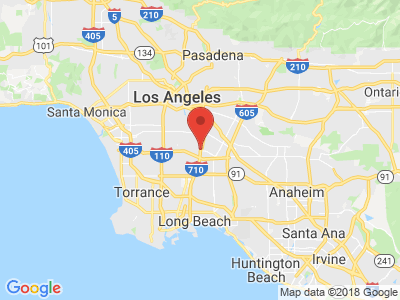 210
5
Pasadena
101
405
134
210
Ontari
Los Angeles
Santa Monica
605
405
110
710
91
91
Torrance
Anaheim
Long Beach
Santa Ana
Huntington
Beach
Irvine
241
Google
Map data ©2018 Google